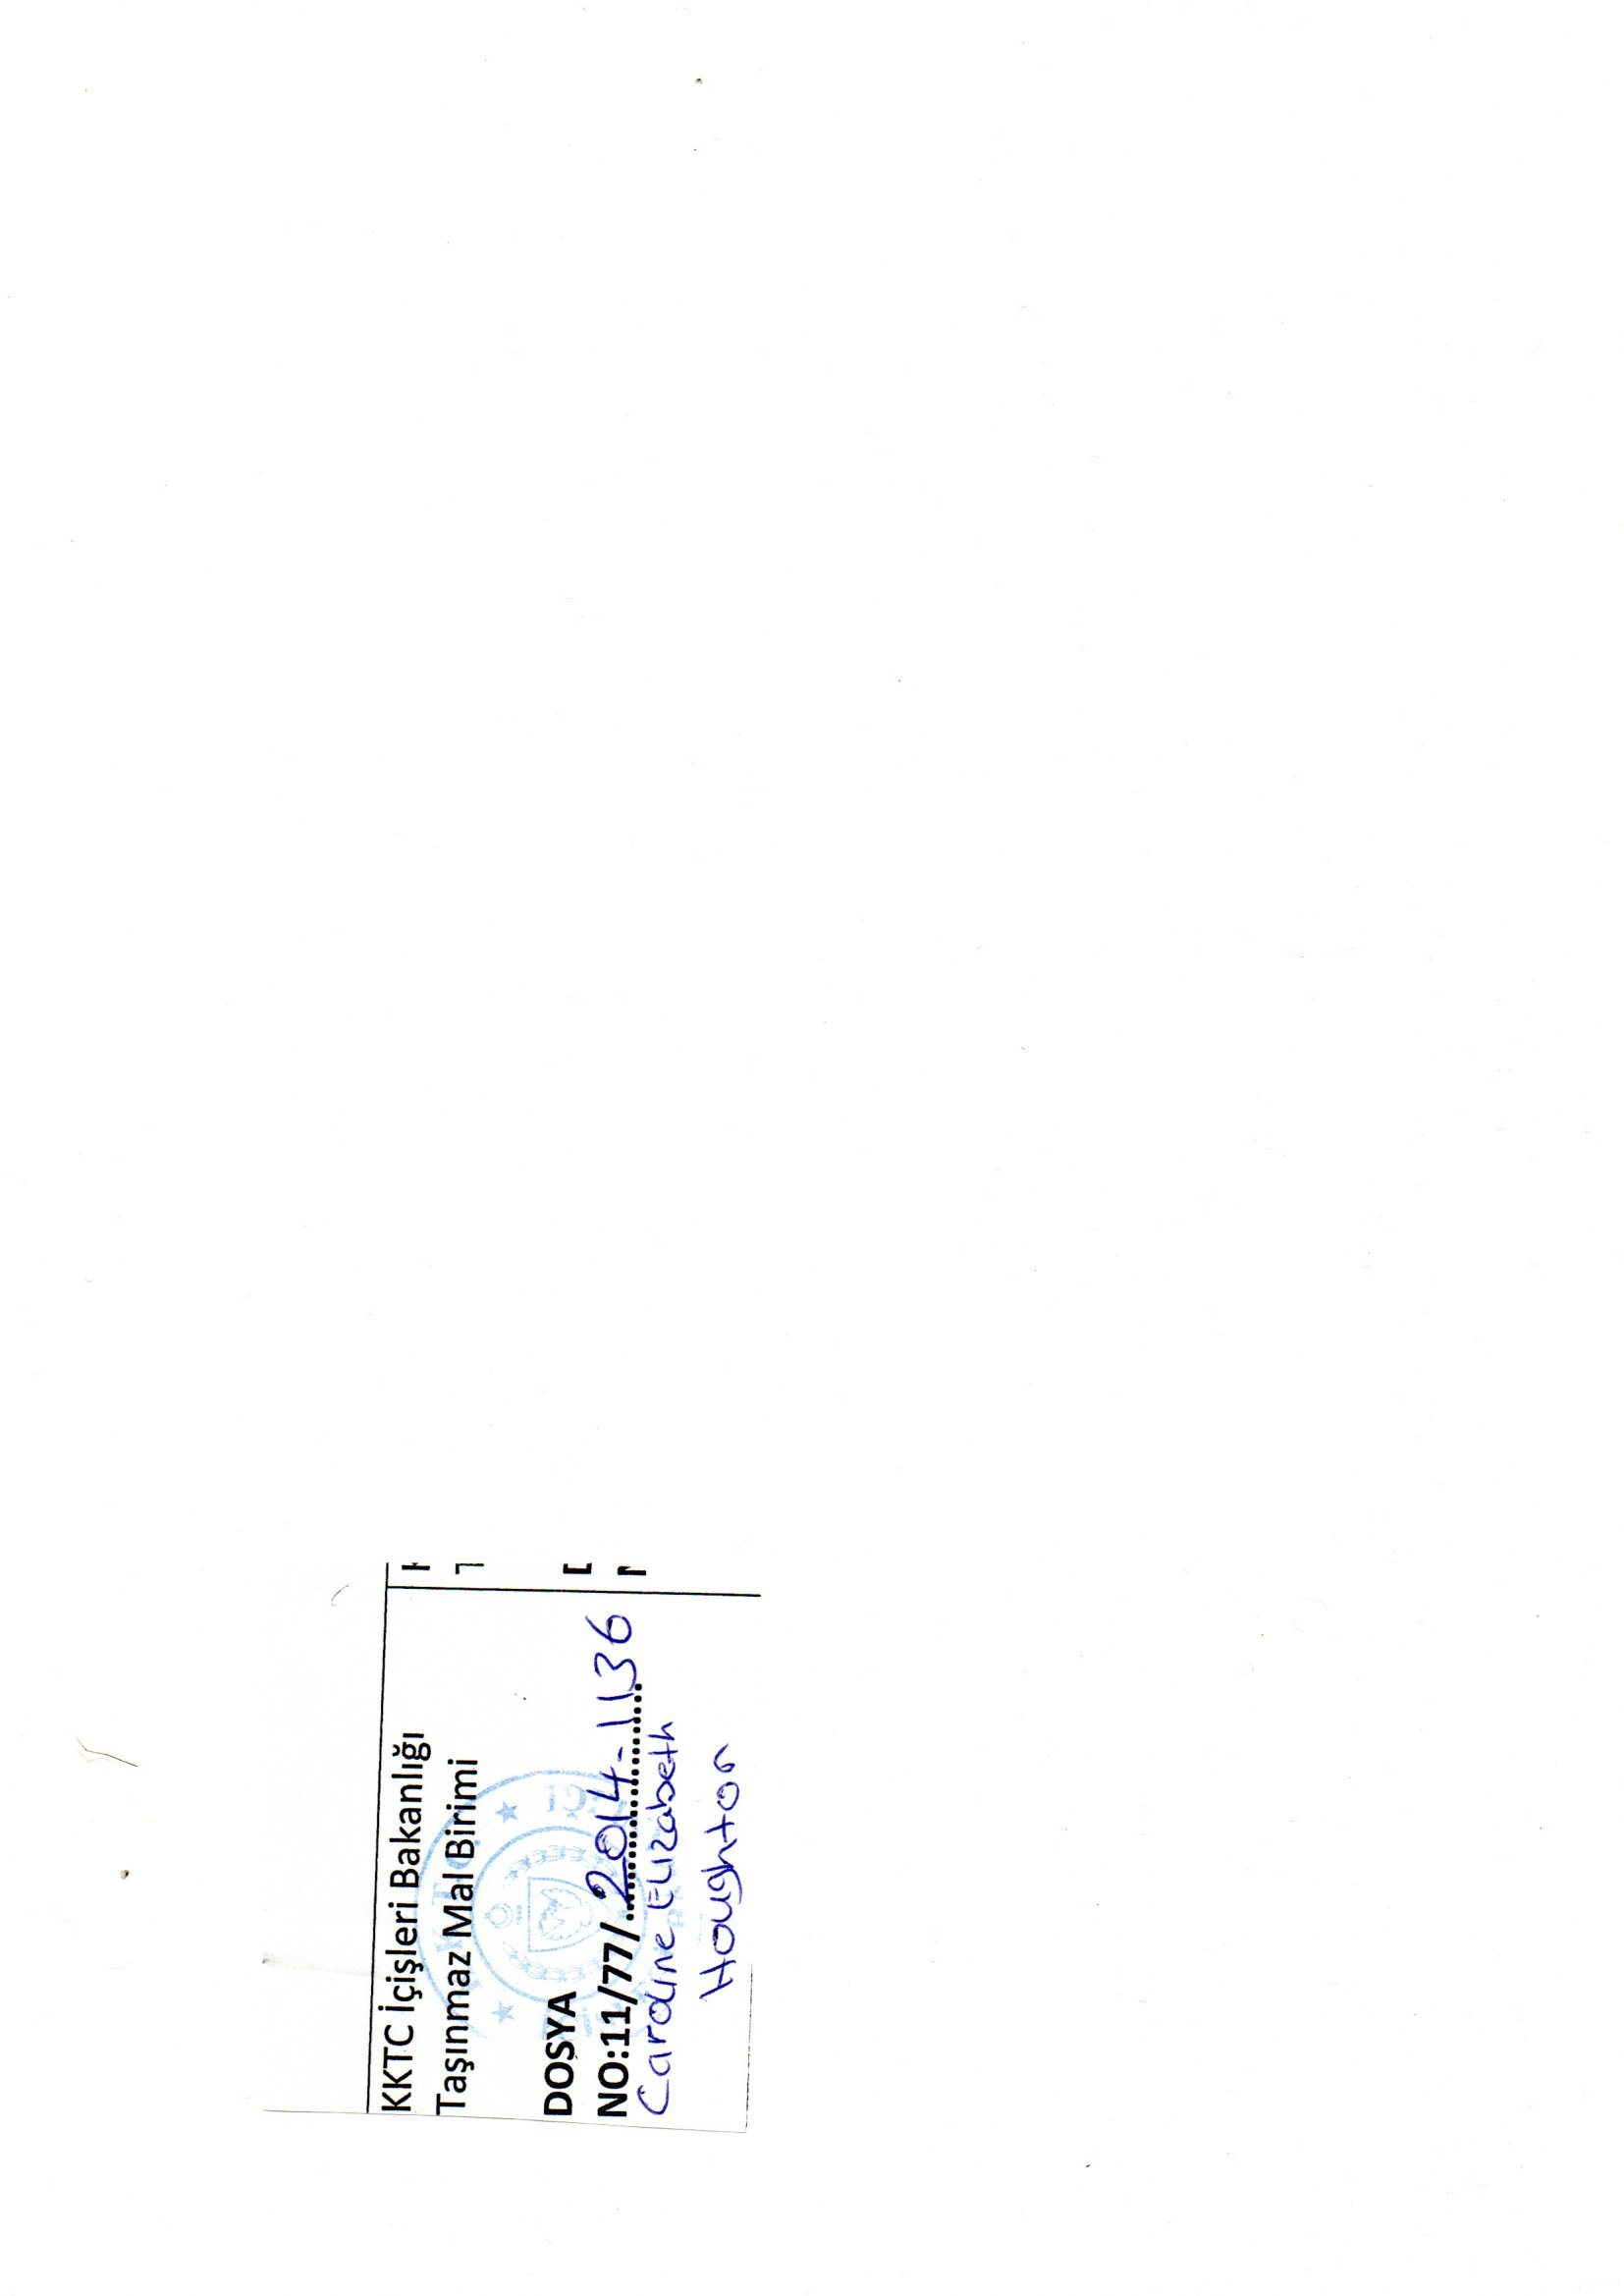 KKTC İçişleri Bakanlığı
Taşınmaz Mal Birimi
DOSYA
NO:11/77/.2014-1136
Caroline Elizabeth
Houghton